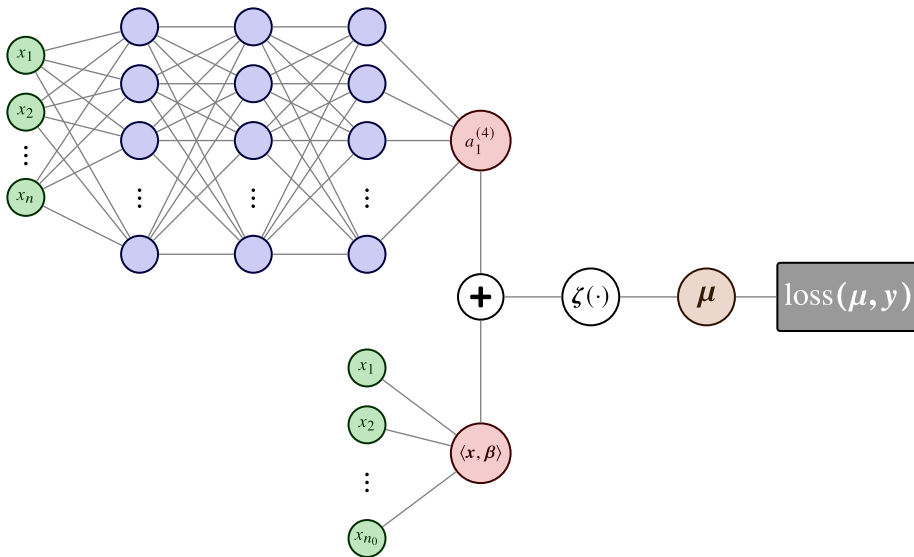 x₁
x₂
⋮
xₙ
⋮
⋮
⋮
a₁⁽⁴⁾
+
ζ(·)
μ
loss(μ, y)
x₁
x₂
⋮
xₙ₀
⟨x, β⟩